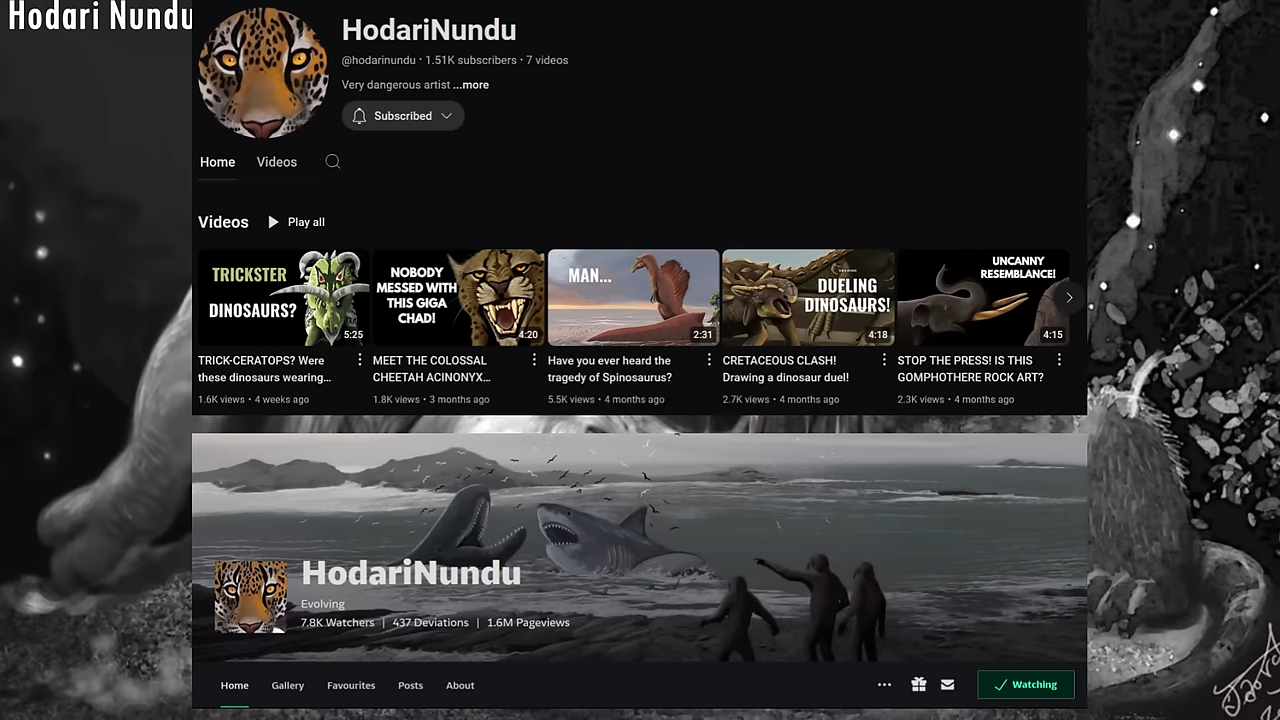 Hodari Nundu
HodariNundu
@hodarinundu • 1.51K subscribers • 7 videos
Very dangerous artist ...more
Subscribed
Home Videos
Videos Play all
TRICKSTER
DINOSAURS?
5:25
NOBODY
MESSED WITH
THIS GIGA
CHAD!
4:20
MAN...
2:31
DUELING
DINOSAURS!
4:18
UNCANNY
RESEMBLANCE!
4:15
TRICK-CERATOPS? Were
these dinosaurs wearing...
1.6K views • 4 weeks ago
MEET THE COLOSSAL
CHEETAH ACINONYX...
1.8K views • 3 months ago
Have you ever heard the
tragedy of Spinosaurus?
5.5K views • 4 months ago
CRETACEOUS CLASH!
Drawing a dinosaur duel!
2.7K views • 4 months ago
STOP THE PRESS! IS THIS
GOMPHOTHERE ROCK ART?
2.3K views • 4 months ago
HodariNundu
Evolving
7.8K Watchers | 437 Deviations | 1.6M Pageviews
Home Gallery Favourites Posts About
Watching